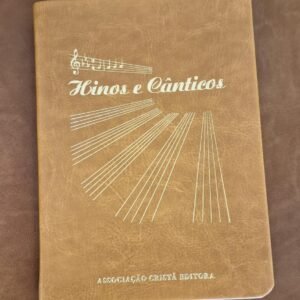 Hinos e Cânticos
ASSOCIAÇÃO CRISTÃ EDITORA